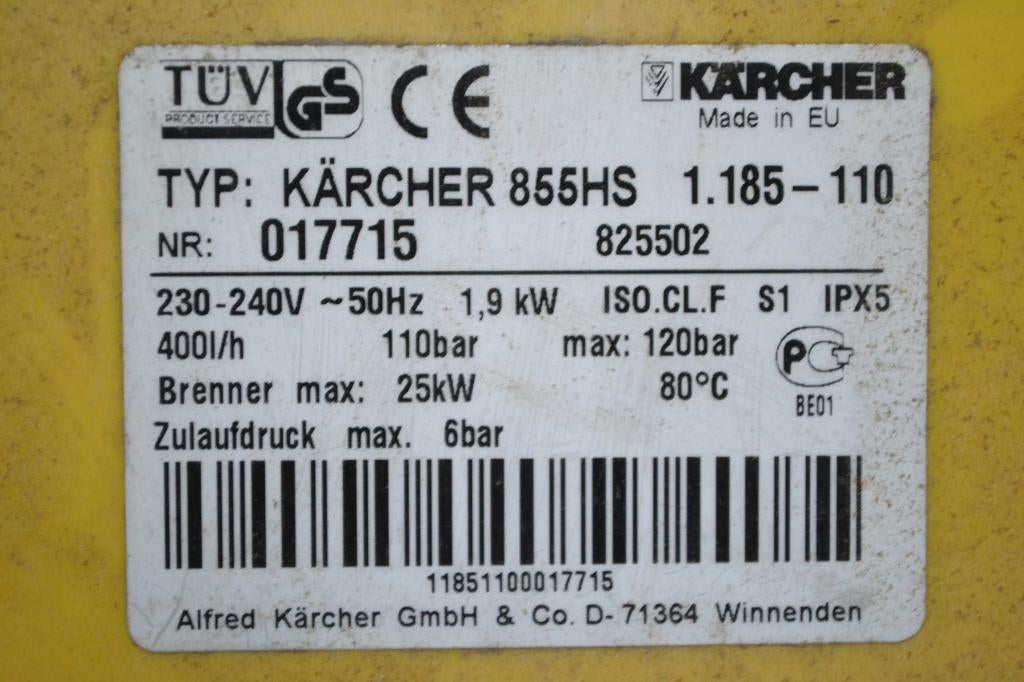 TÜV
PRODUCT SERVICE
GS
CE
KÄRCHER
Made in EU
TYP: KÄRCHER 855HS 1.185-110
NR: 017715 825502
230-240V ~50Hz 1,9 kW ISO.CL.F S1 IPX5
400l/h 110bar max: 120bar
Brenner max: 25kW 80°C
PCT
BE01
Zulaufdruck max. 6bar
11851100017715
Alfred Kärcher GmbH & Co. D-71364 Winnenden